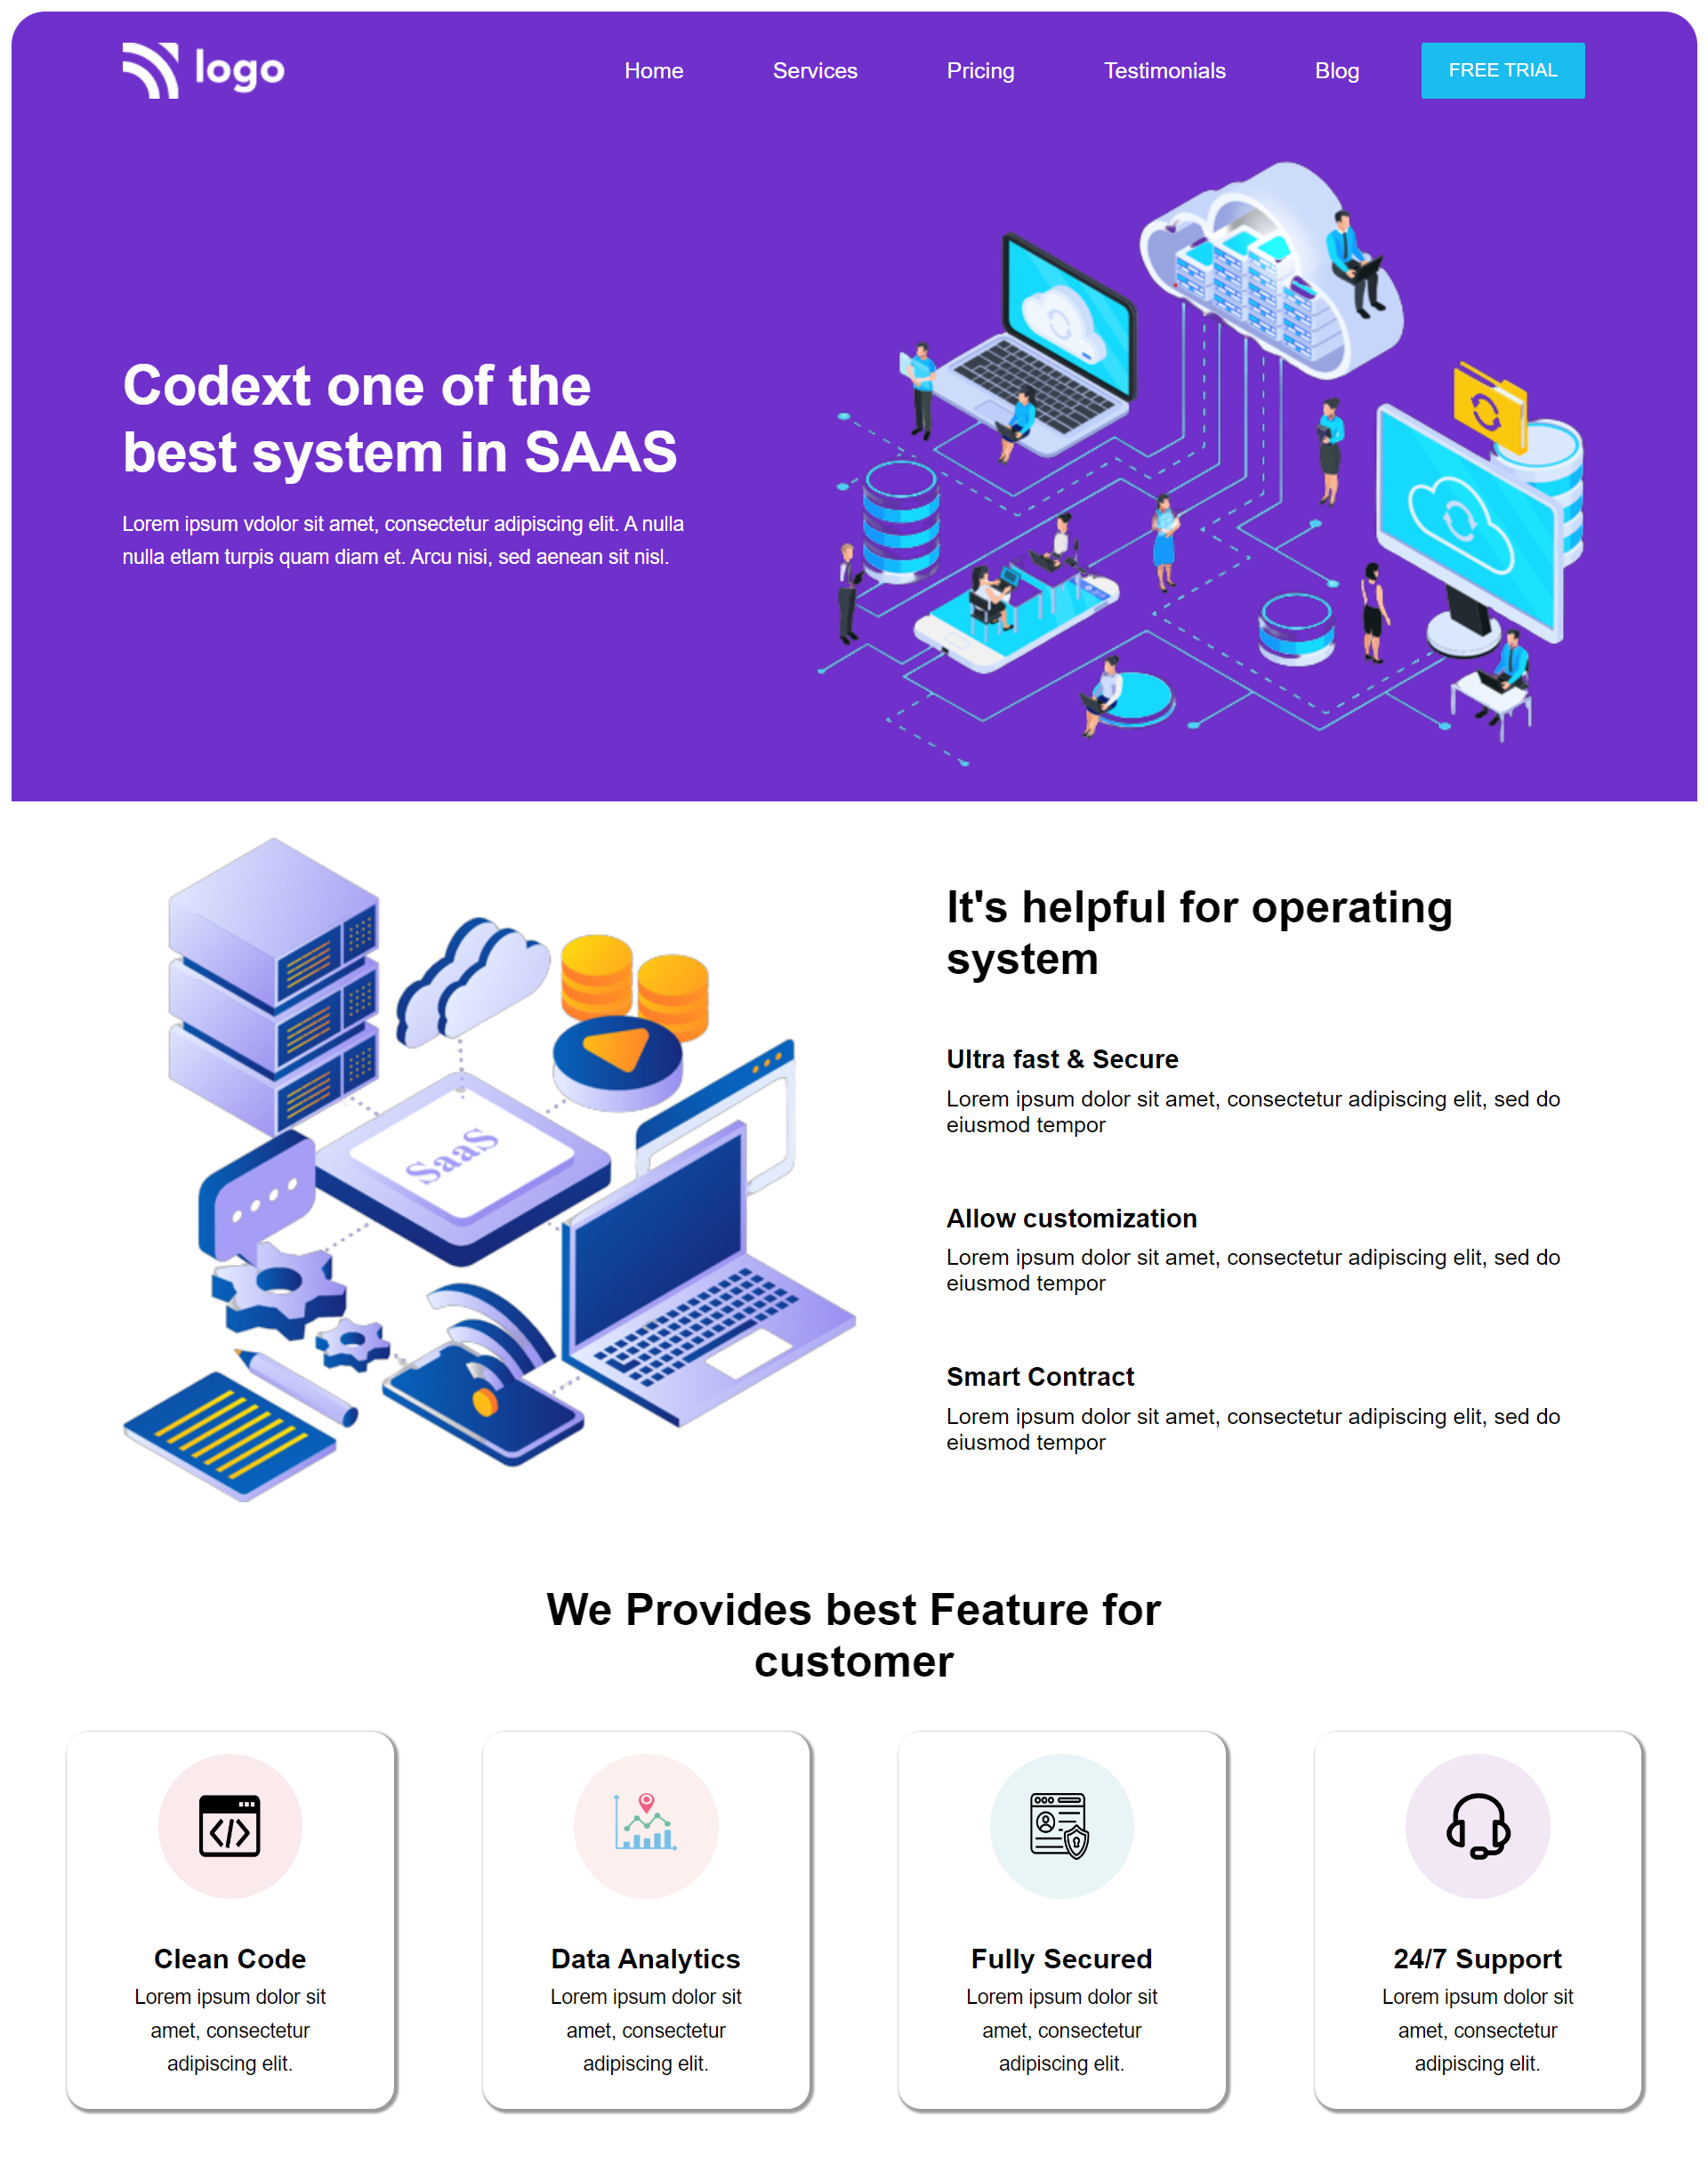 logo
Home Services Pricing Testimonials Blog FREE TRIAL
Codext one of the
best system in SAAS
Lorem ipsum vdolor sit amet, consectetur adipiscing elit. A nulla
nulla etlam turpis quam diam et. Arcu nisi, sed aenean sit nisl.
SaaS
It's helpful for operating
system
Ultra fast & Secure
Lorem ipsum dolor sit amet, consectetur adipiscing elit, sed do
eiusmod tempor
Allow customization
Lorem ipsum dolor sit amet, consectetur adipiscing elit, sed do
eiusmod tempor
Smart Contract
Lorem ipsum dolor sit amet, consectetur adipiscing elit, sed do
eiusmod tempor
We Provides best Feature for
customer
Clean Code
Lorem ipsum dolor sit
amet, consectetur
adipiscing elit.
Data Analytics
Lorem ipsum dolor sit
amet, consectetur
adipiscing elit.
Fully Secured
Lorem ipsum dolor sit
amet, consectetur
adipiscing elit.
24/7 Support
Lorem ipsum dolor sit
amet, consectetur
adipiscing elit.